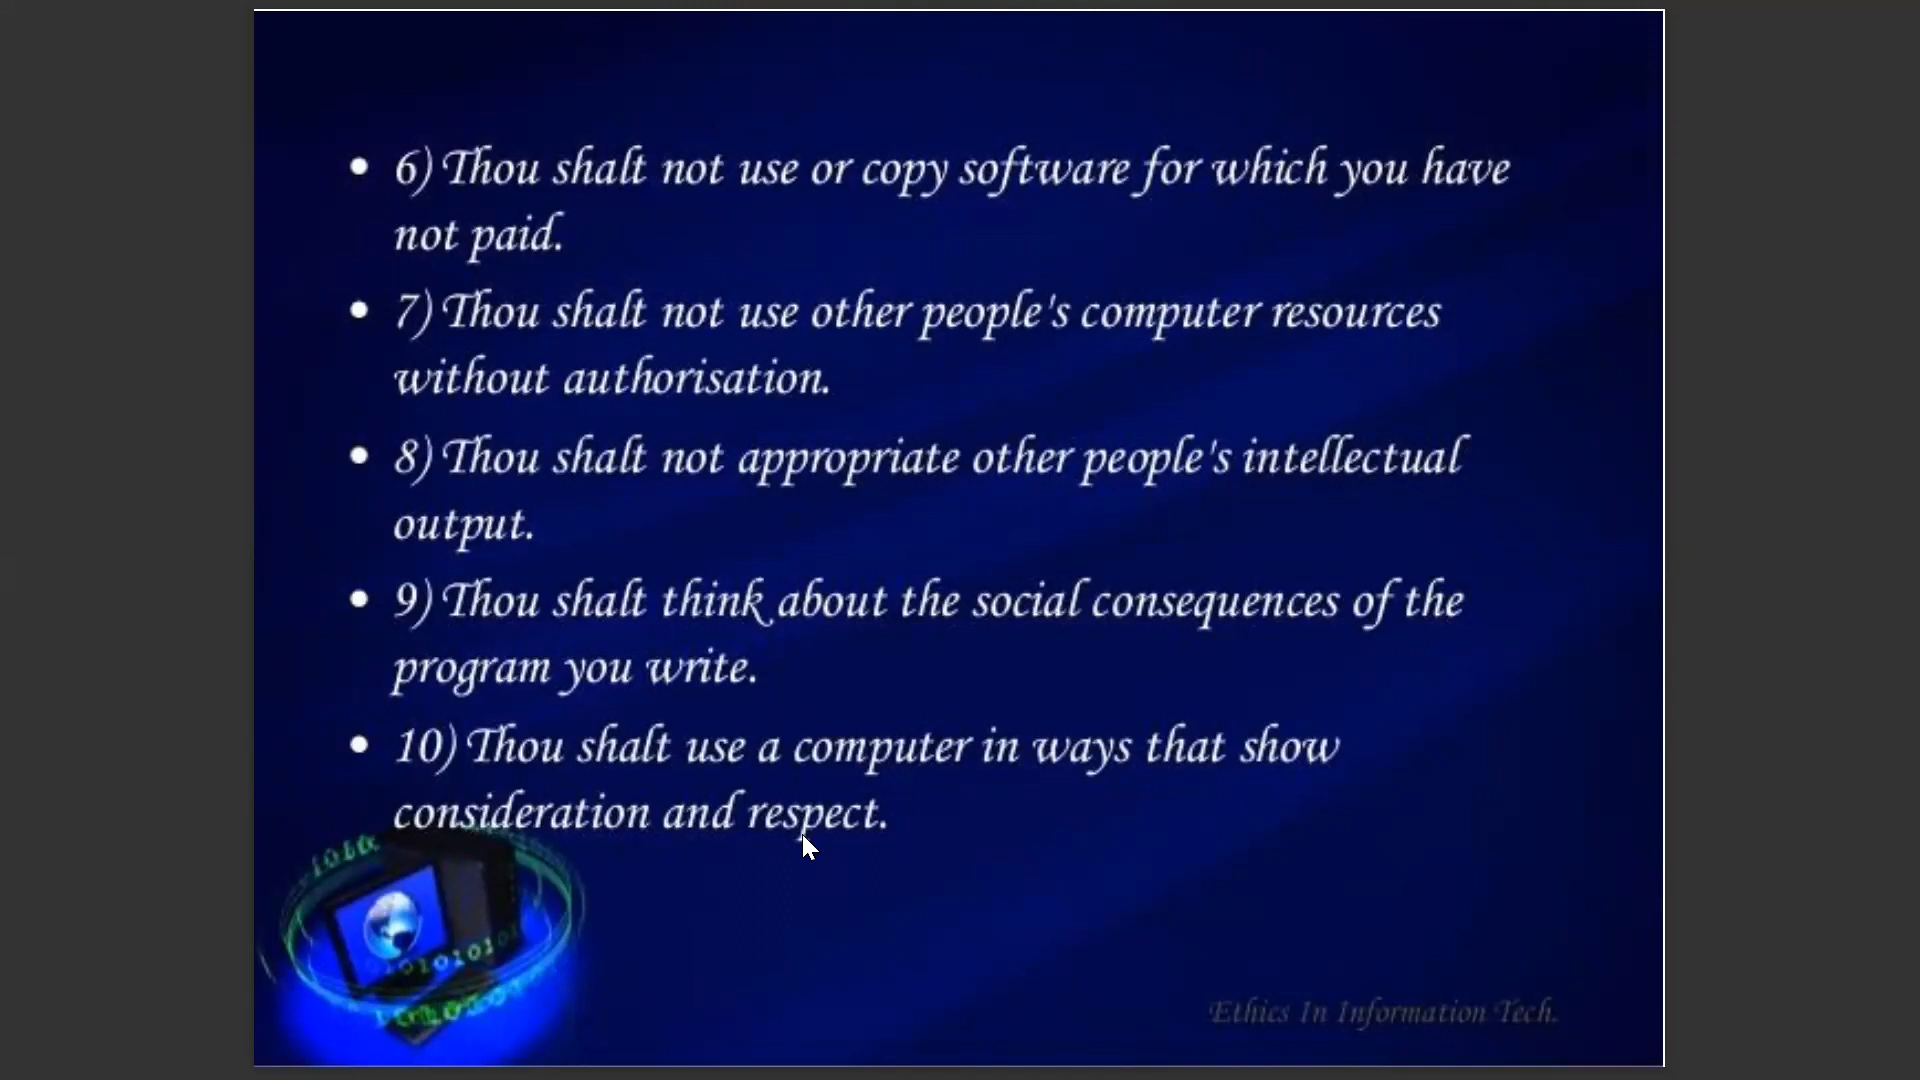 • 6) Thou shalt not use or copy software for which you have
not paid.
• 7) Thou shalt not use other people's computer resources
without authorisation.
• 8) Thou shalt not appropriate other people's intellectual
output.
• 9) Thou shalt think about the social consequences of the
program you write.
• 10) Thou shalt use a computer in ways that show
consideration and respect.
Ethics In Information Tech.